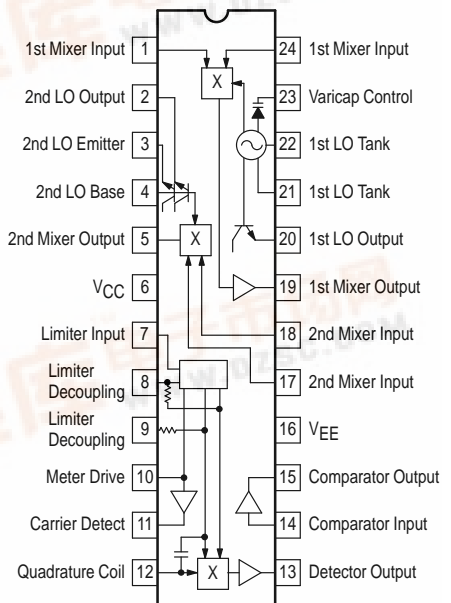 1st Mixer Input 1
24 1st Mixer Input
2nd LO Output 2
23 Varicap Control
2nd LO Emitter 3
22 1st LO Tank
2nd LO Base 4
21 1st LO Tank
2nd Mixer Output 5
20 1st LO Output
VCC 6
19 1st Mixer Output
Limiter Input 7
18 2nd Mixer Input
Limiter
Decoupling 8
17 2nd Mixer Input
Limiter
Decoupling 9
16 VEE
Meter Drive 10
15 Comparator Output
Carrier Detect 11
14 Comparator Input
Quadrature Coil 12
13 Detector Output
X
X
X